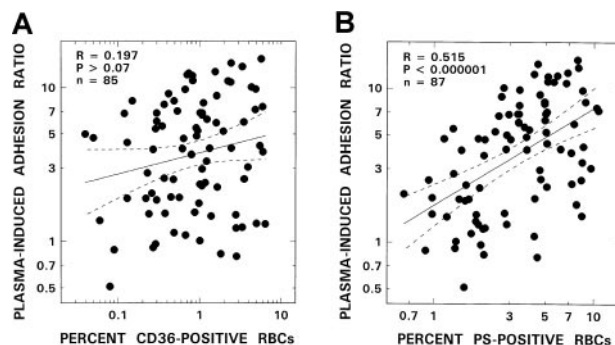 A
PLASMA-INDUCED ADHESION RATIO
R = 0.197
P > 0.07
n = 85
10
7
5
3
1
0.7
0.5
0.1 1 10
PERCENT CD36-POSITIVE RBCs
B
PLASMA-INDUCED ADHESION RATIO
R = 0.515
P < 0.000001
n = 87
10
7
5
3
1
0.7
0.5
0.7 1 3 5 7 10
PERCENT PS-POSITIVE RBCs